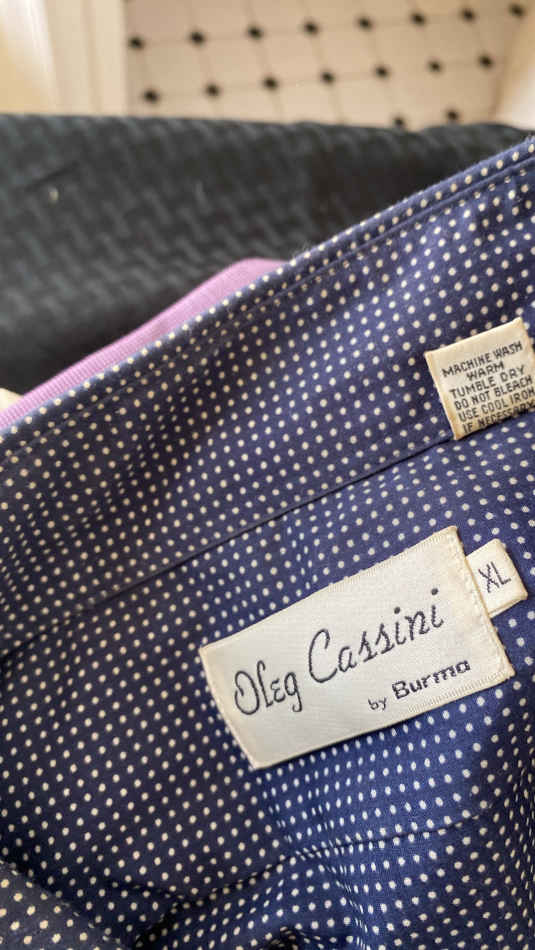 MACHINE WASH
WARM
TUMBLE DRY
DO NOT BLEACH
USE COOL IRON
IF NECESSARY
XL
Oleg Cassini
by Burma